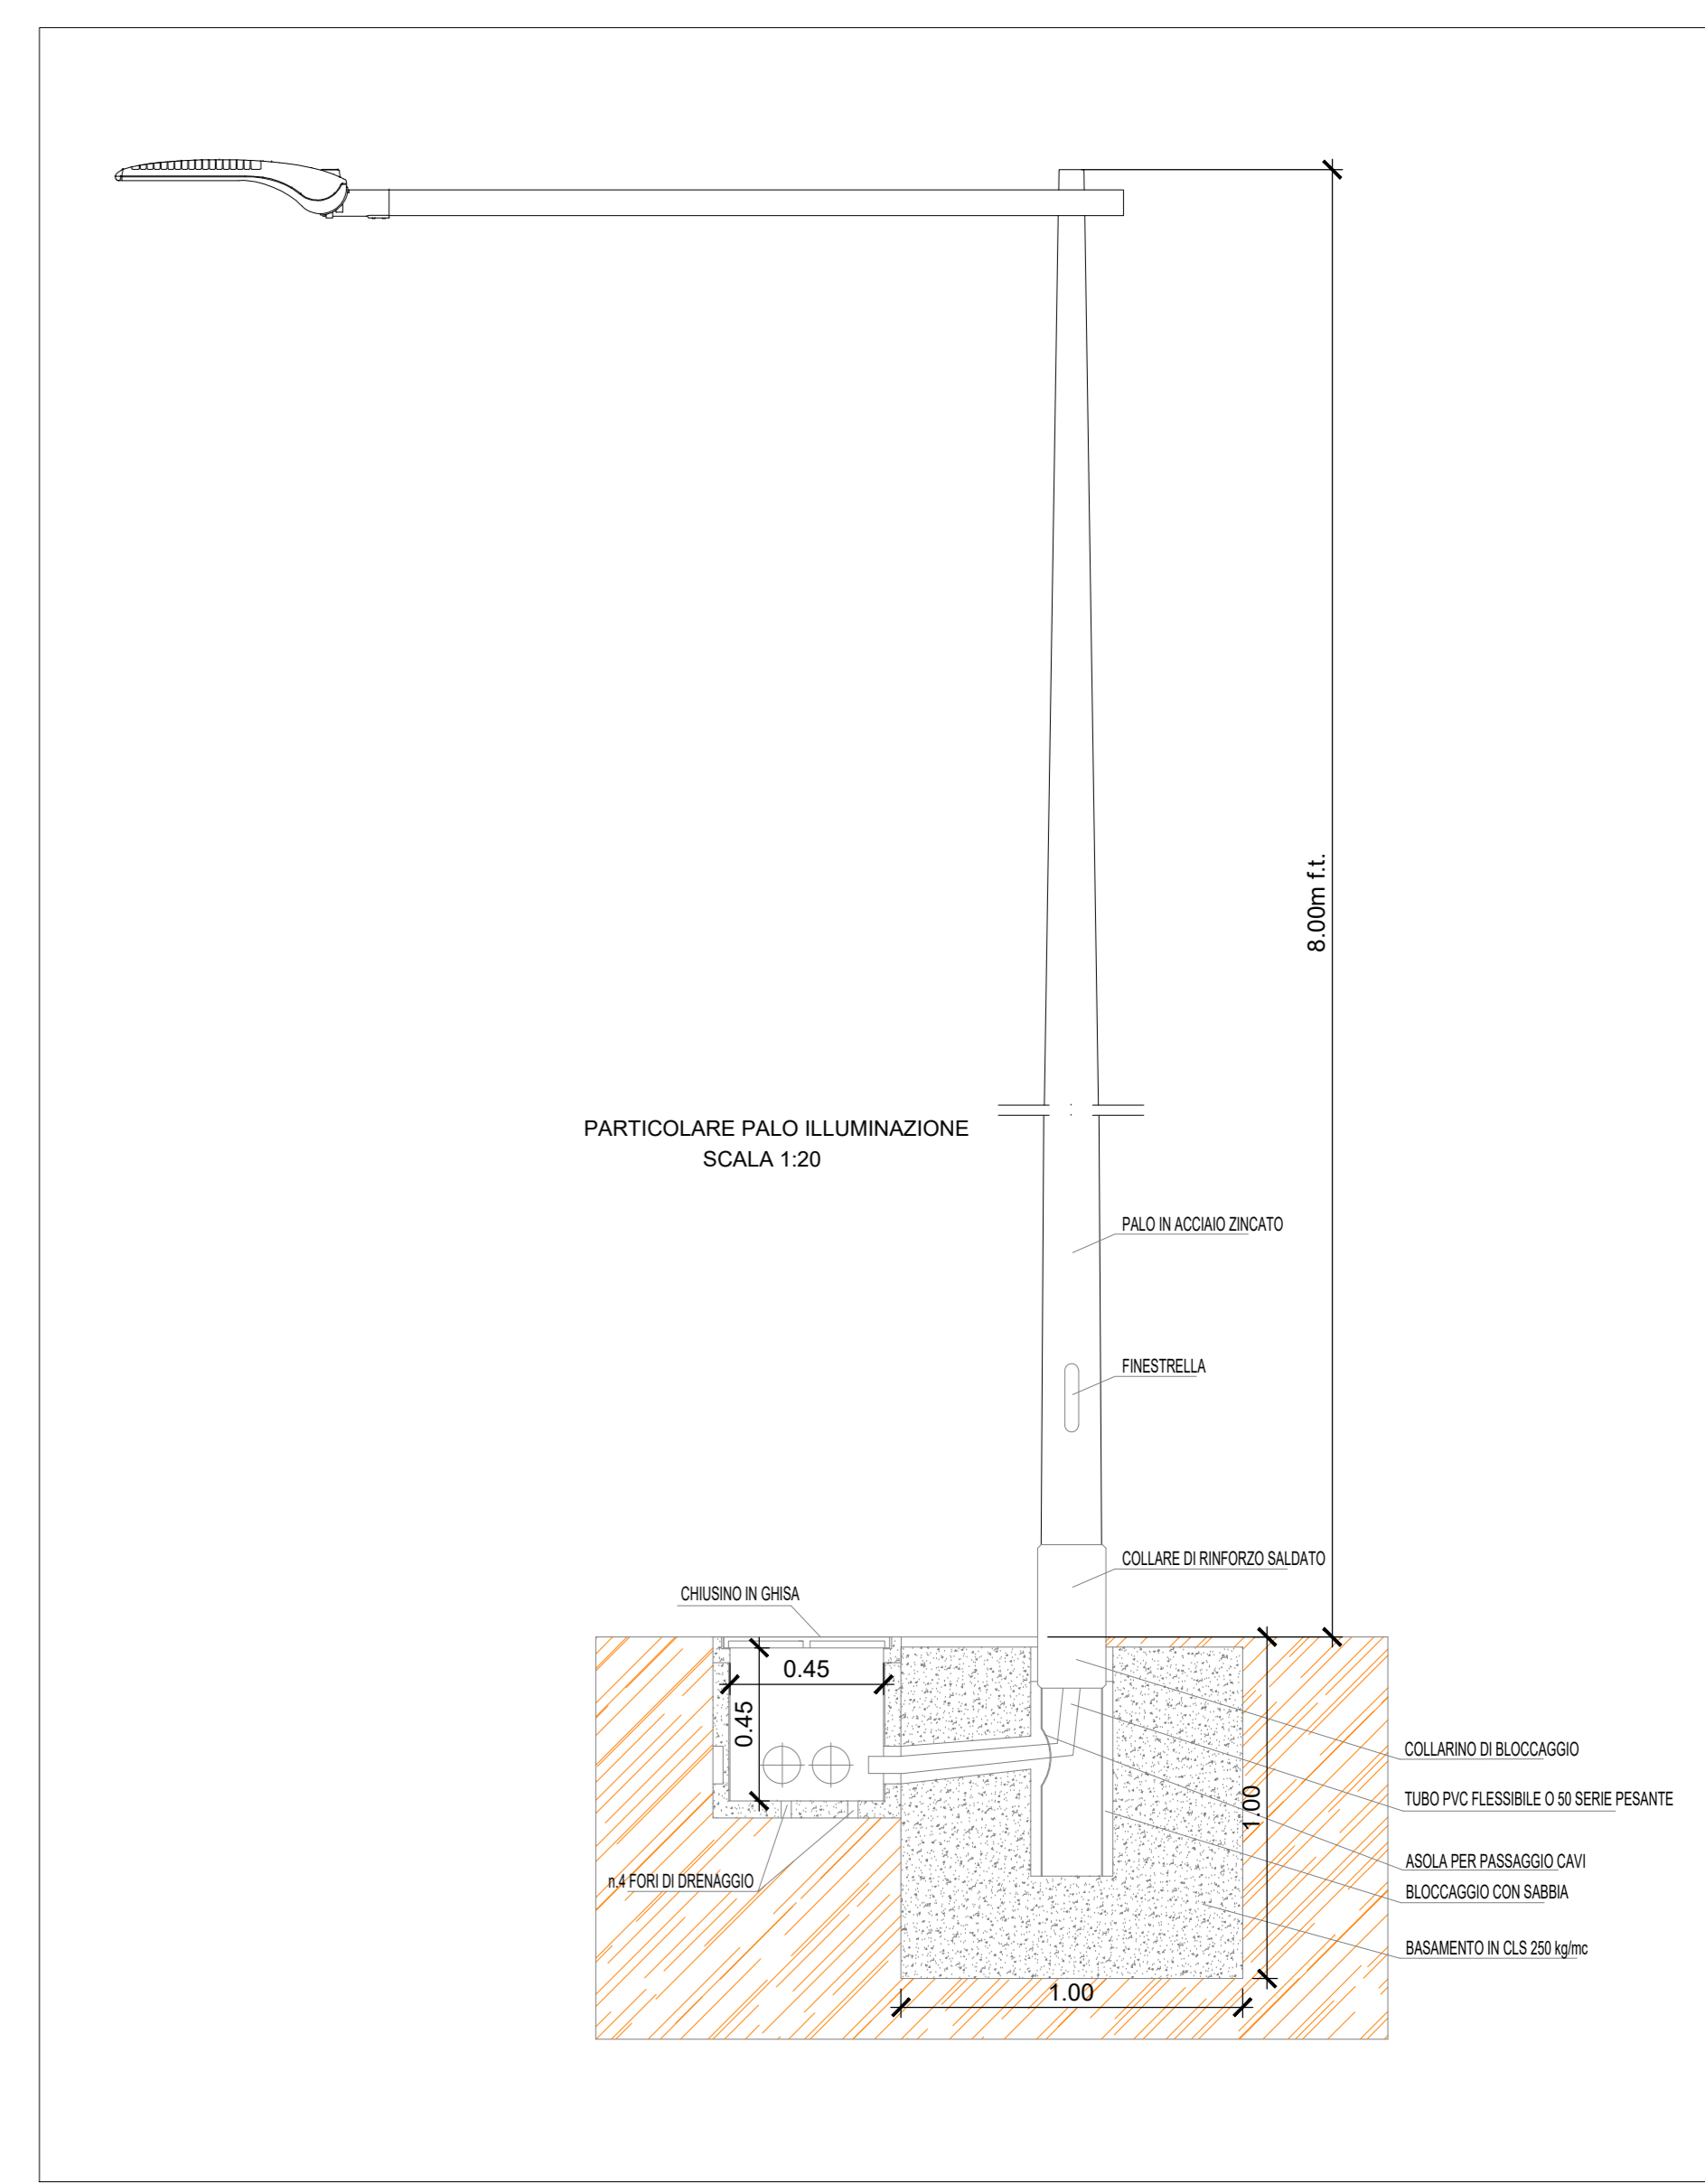 8.00m f.t.
PARTICOLARE PALO ILLUMINAZIONE
SCALA 1:20
PALO IN ACCIAIO ZINCATO
FINESTRELLA
COLLARE DI RINFORZO SALDATO
CHIUSINO IN GHISA
0.45
0.45
COLLARINO DI BLOCCAGGIO
TUBO PVC FLESSIBILE O 50 SERIE PESANTE
1.00
ASOLA PER PASSAGGIO CAVI
n.4 FORI DI DRENAGGIO
BLOCCAGGIO CON SABBIA
BASAMENTO IN CLS 250 kg/mc
1.00